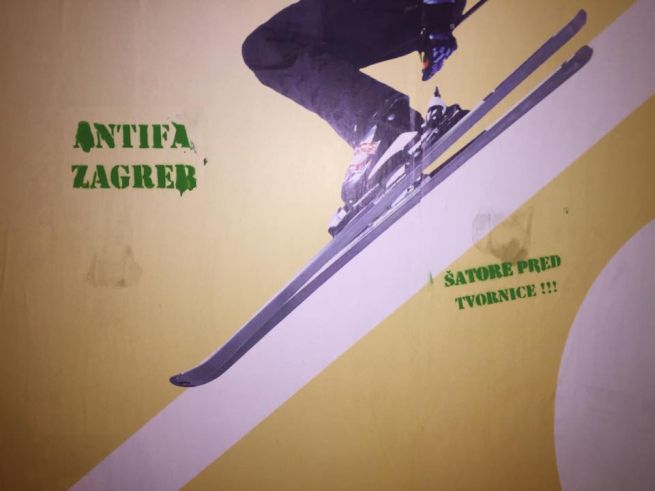 ANTIFA
ZAGREB
ŠATORE PRED
TVORNICE !!!